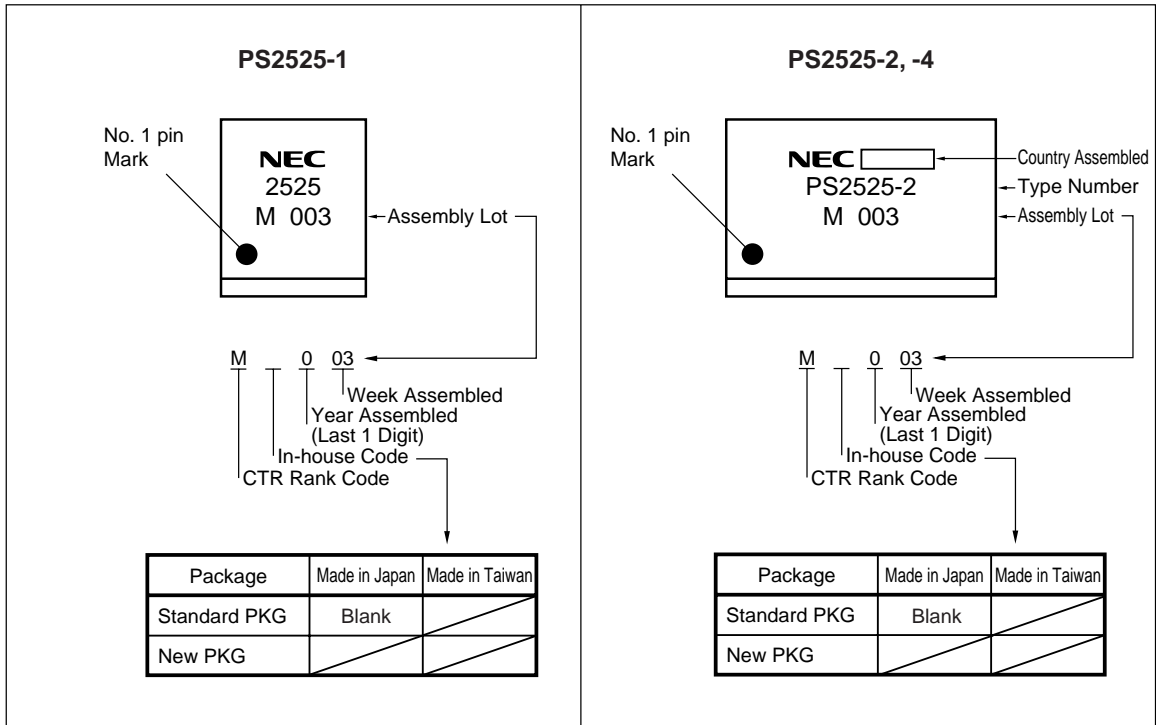 PS2525-1
No. 1 pin
Mark
NEC
2525
M 003
Assembly Lot
M 0 03
Week Assembled
Year Assembled
(Last 1 Digit)
In-house Code
CTR Rank Code
Package Made in Japan Made in Taiwan
Standard PKG Blank
New PKG
PS2525-2, -4
No. 1 pin
Mark
NEC
Country Assembled
PS2525-2
Type Number
M 003
Assembly Lot
M 0 03
Week Assembled
Year Assembled
(Last 1 Digit)
In-house Code
CTR Rank Code
Package Made in Japan Made in Taiwan
Standard PKG Blank
New PKG